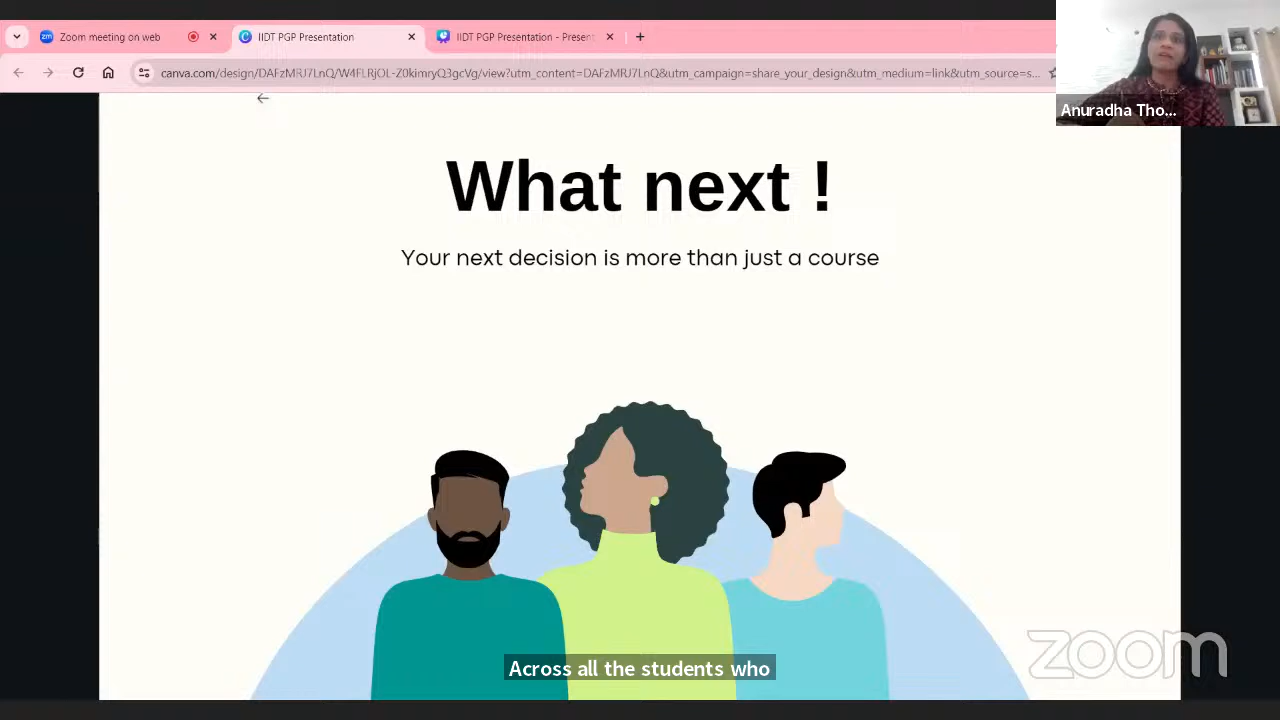 Zoom meeting on web
IIDT PGP Presentation
IIDT PGP Presentation - Present
canva.com/design/DAFzMRJ7LnQ/W4FLRjOL-Z0kimryQ3gcVg/view?utm_content=DAFzMRJ7LnQ&utm_campaign=share_your_design&utm_medium=link&utm_source=s...
Anuradha Tho...
What next !
Your next decision is more than just a course
zoom
Across all the students who